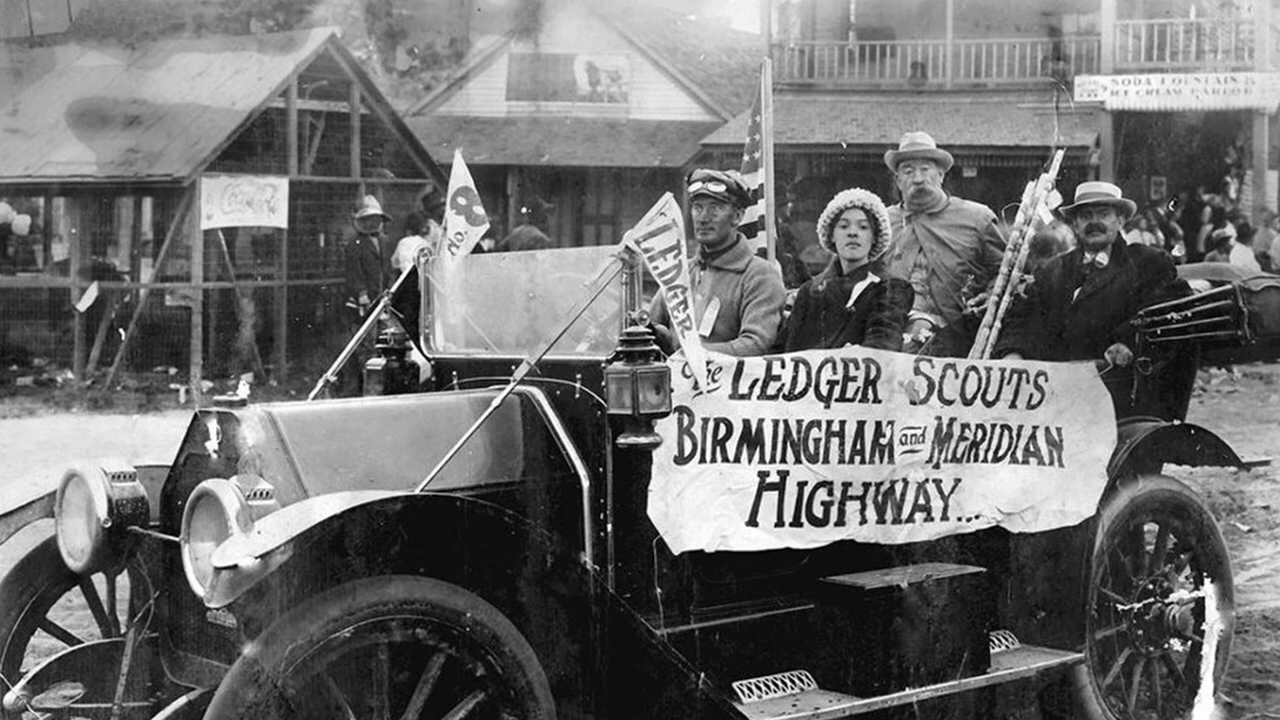 SODA FOUNTAIN &
ICE CREAM PARLOR
Coca-Cola
No. 8
LEDGER
The LEDGER SCOUTS
BIRMINGHAM and MERIDIAN
HIGHWAY...